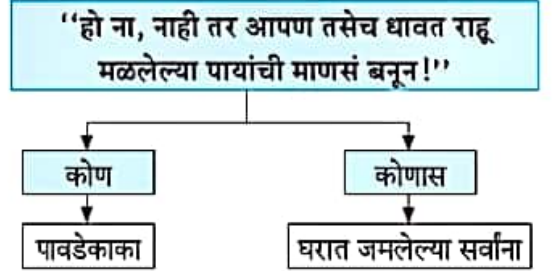 ‘‘हो ना, नाही तर आपण तसेच धावत राहू
मळलेल्या पायांची माणसं बनून!’’
कोण
कोणास
पावडेकाका
घरात जमलेल्या सर्वांना